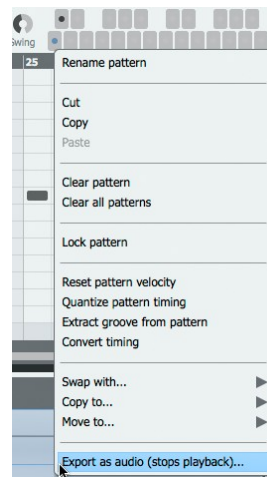 Swing
25
Rename pattern
Cut
Copy
Paste
Clear pattern
Clear all patterns
Lock pattern
Reset pattern velocity
Quantize pattern timing
Extract groove from pattern
Convert timing
Swap with...
Copy to...
Move to...
Export as audio (stops playback)...